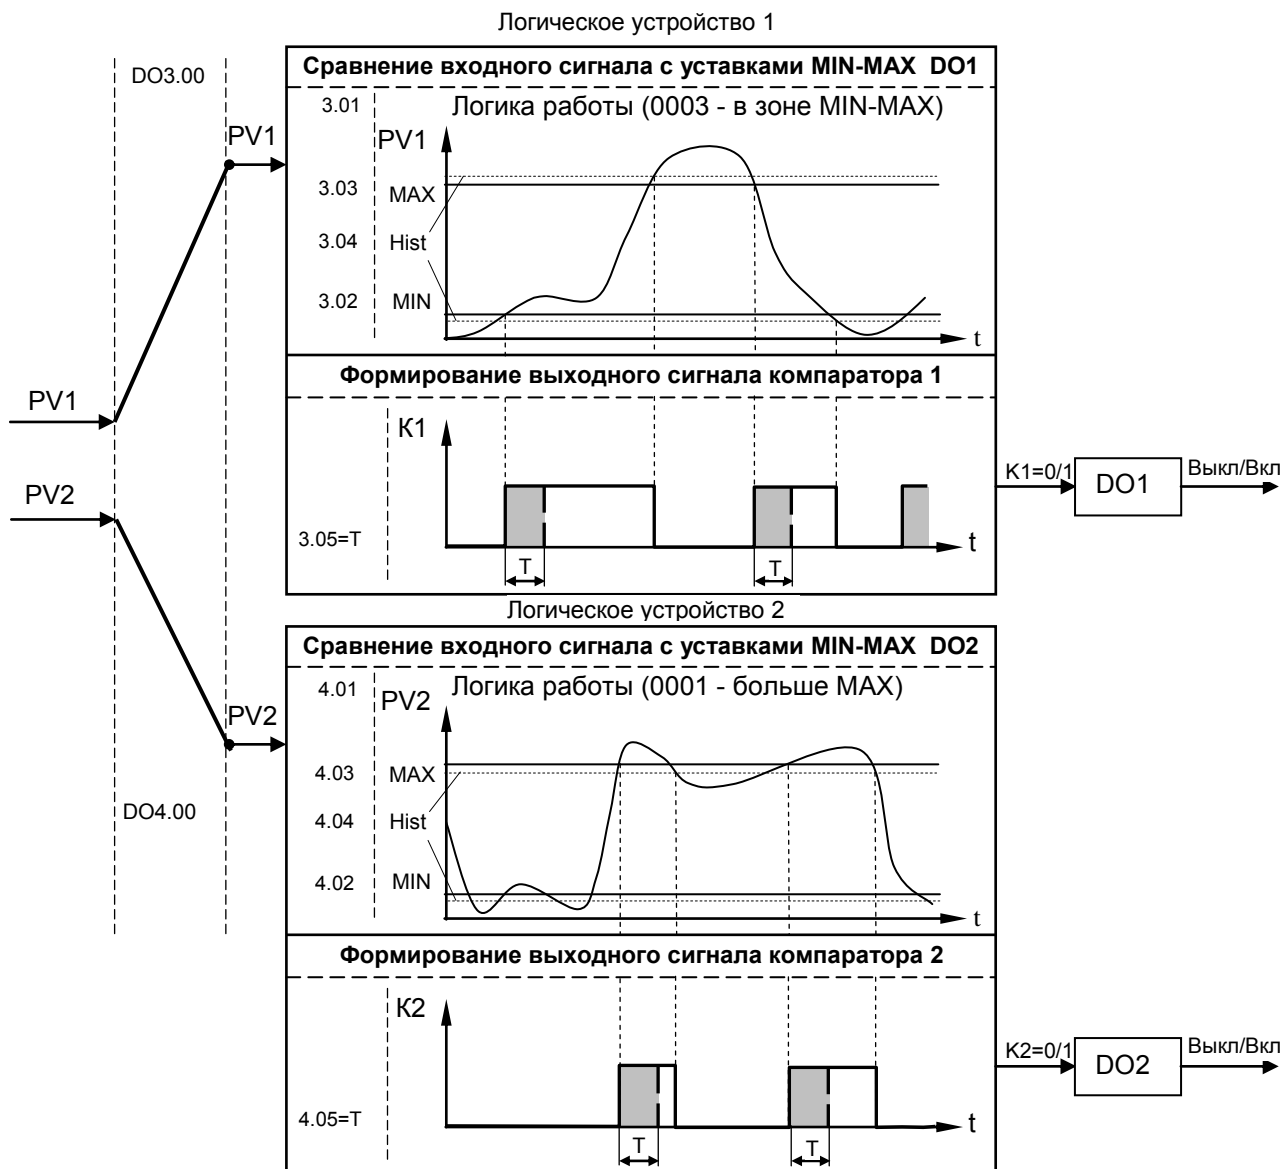 Логическое устройство 1
DO3.00
PV1
PV1
PV2
PV2
DO4.00
Сравнение входного сигнала с уставками MIN-MAX DO1
3.01
Логика работы (0003 - в зоне MIN-MAX)
PV1
3.03
MAX
3.04
Hist
3.02
MIN
t
Формирование выходного сигнала компаратора 1
К1
3.05=T
T
T
t
K1=0/1
DO1
Выкл/Вкл
Логическое устройство 2
Сравнение входного сигнала с уставками MIN-MAX DO2
4.01
Логика работы (0001 - больше MAX)
PV2
4.03
MAX
4.04
Hist
4.02
MIN
t
Формирование выходного сигнала компаратора 2
К2
4.05=T
T
T
t
K2=0/1
DO2
Выкл/Вкл